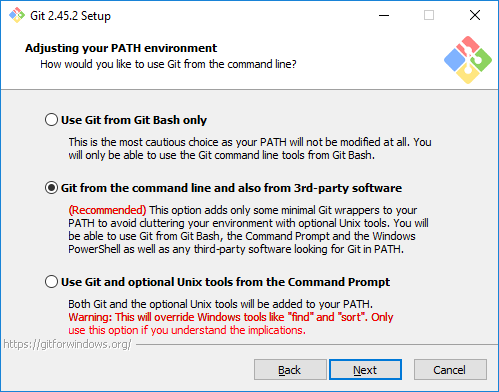 Git 2.45.2 Setup
Adjusting your PATH environment
How would you like to use Git from the command line?
Use Git from Git Bash only
This is the most cautious choice as your PATH will not be modified at all. You
will only be able to use the Git command line tools from Git Bash.
Git from the command line and also from 3rd-party software
(Recommended) This option adds only some minimal Git wrappers to your
PATH to avoid cluttering your environment with optional Unix tools. You will
be able to use Git from Git Bash, the Command Prompt and the Windows
PowerShell as well as any third-party software looking for Git in PATH.
Use Git and optional Unix tools from the Command Prompt
Both Git and the optional Unix tools will be added to your PATH.
Warning: This will override Windows tools like "find" and "sort". Only
use this option if you understand the implications.
https://gitforwindows.org/
Back
Next
Cancel